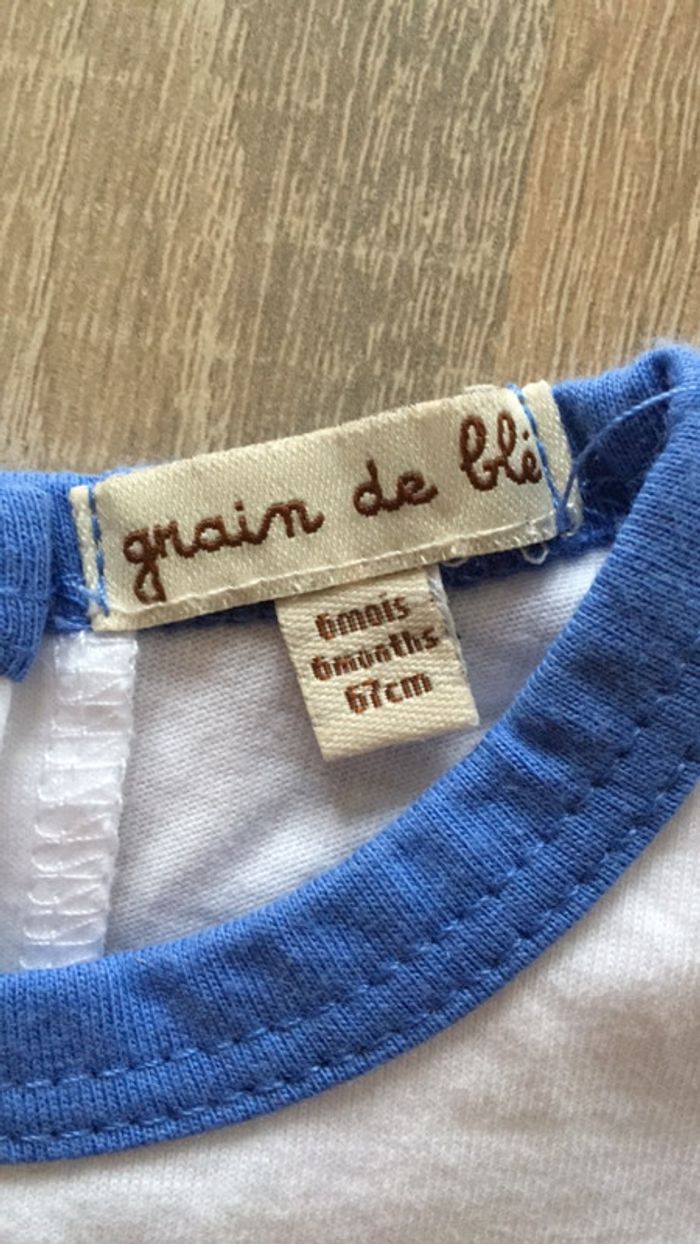 grain de blé
6mois
6months
67cm